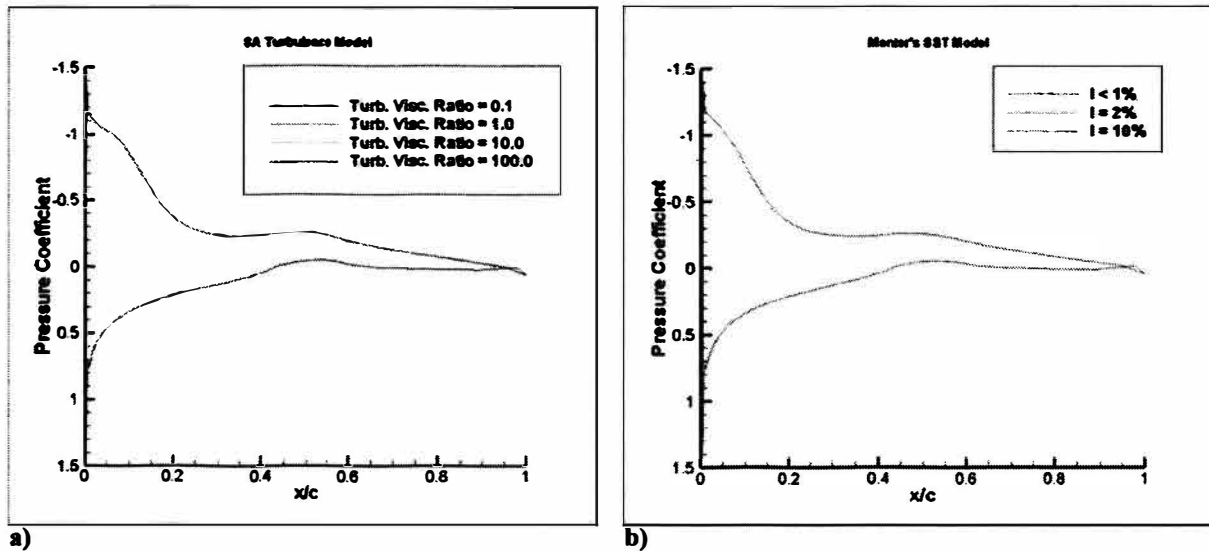 SA Turbulnece Model
Turb. Visc. Ratio = 0.1
Turb. Visc. Ratio = 1.0
Turb. Visc. Ratio = 10.0
Turb. Visc. Ratio = 100.0
Pressure Coefficient
-1.5
-1
-0.5
0
0.5
1
1.5
0
0.2
0.4
0.6
0.8
1
x/c
a)
Menter's SST Model
I < 1%
I = 2%
I = 10%
Pressure Coefficient
-1.5
-1
-0.5
0
0.5
1
1.5
0
0.2
0.4
0.6
0.8
1
x/c
b)